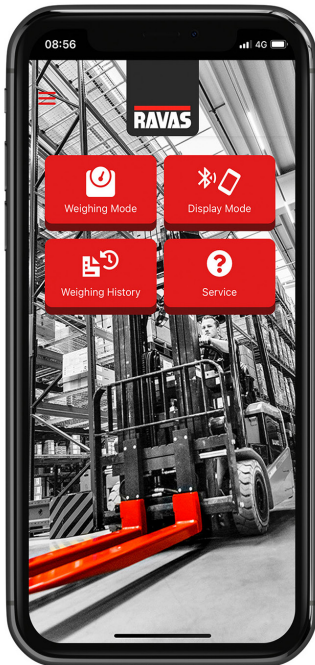 08:56
4G
RAVAS
Weighing Mode
Display Mode
Weighing History
Service